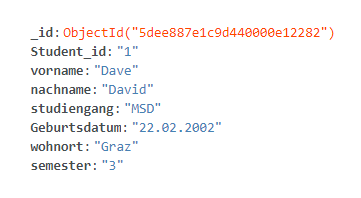 _id: ObjectId("5dee887e1c9d440000e12282")
Student_id: "1"
vorname: "Dave"
nachname: "David"
studiengang: "MSD"
Geburtsdatum: "22.02.2002"
wohnort: "Graz"
semester: "3"